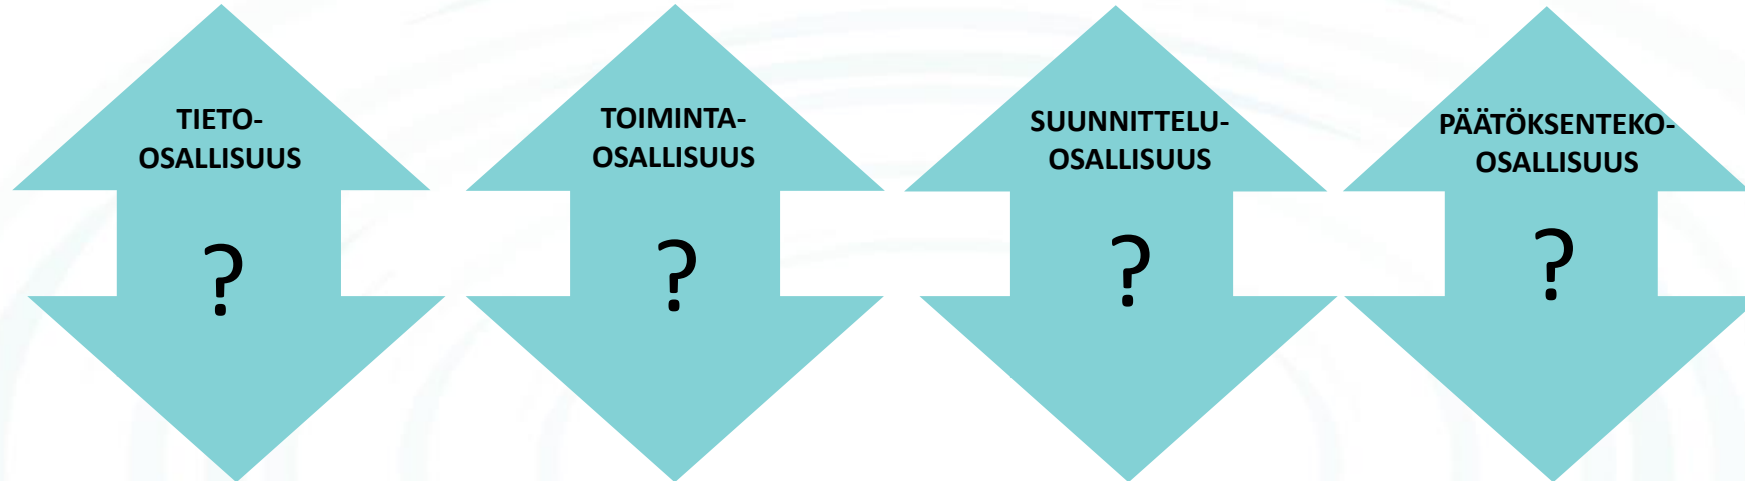 TIETO-
OSALLISUUS
?
TOIMINTA-
OSALLISUUS
?
SUUNNITTELU-
OSALLISUUS
?
PÄÄTÖKSENTEKO-
OSALLISUUS
?